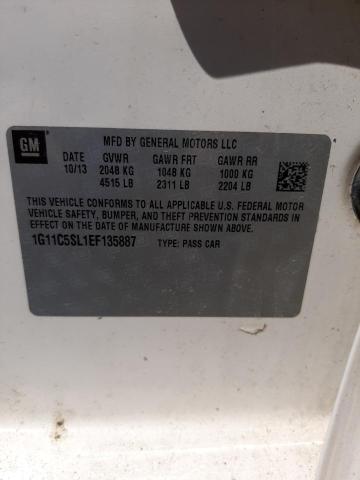 GM
MFD BY GENERAL MOTORS LLC
DATE GVWR GAWR FRT GAWR RR
10/13 2048 KG 1048 KG 1000 KG
4515 LB 2311 LB 2204 LB
THIS VEHICLE CONFORMS TO ALL APPLICABLE U.S. FEDERAL MOTOR
VEHICLE SAFETY, BUMPER, AND THEFT PREVENTION STANDARDS IN
EFFECT ON THE DATE OF MANUFACTURE SHOWN ABOVE.
1G11C5SL1EF135887 TYPE: PASS CAR